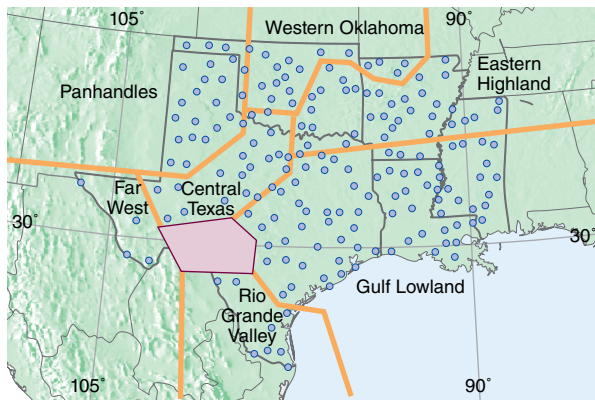 105°
90°
Western Oklahoma
Eastern
Highland
Panhandles
Far
West
Central
Texas
30°
30°
Rio
Grande
Valley
Gulf Lowland
105°
90°